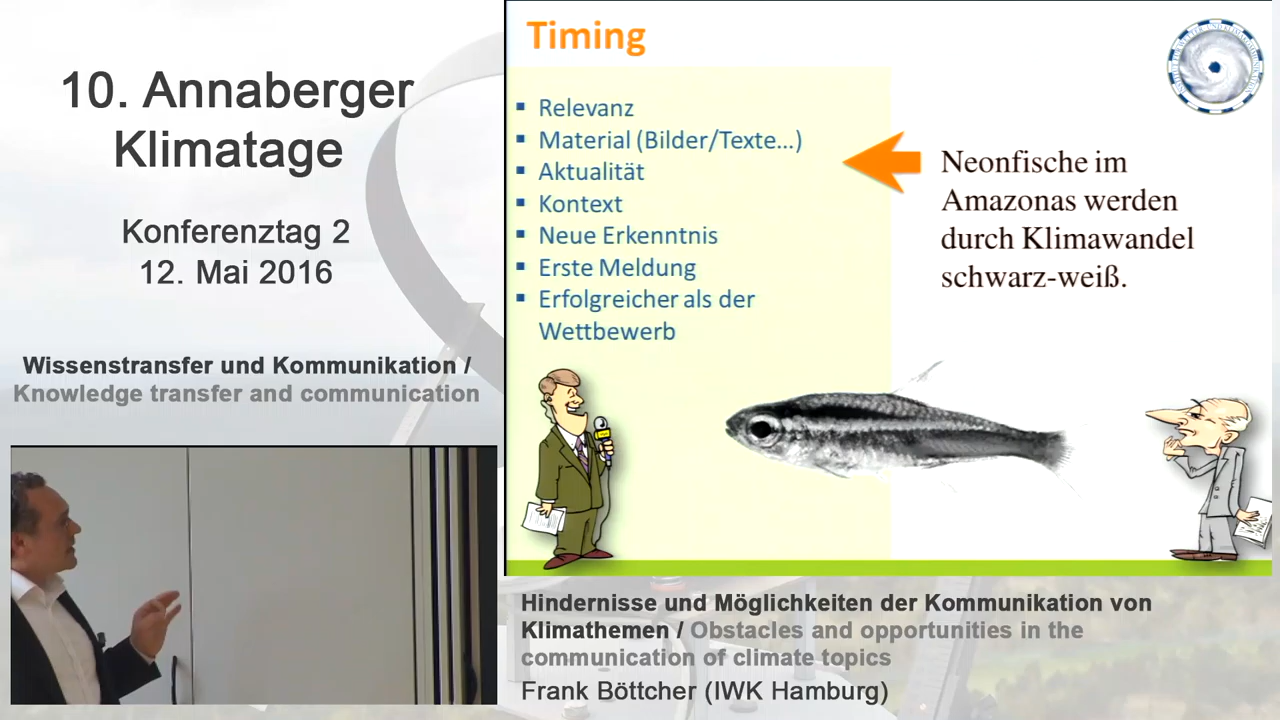 10. Annaberger
Klimatage
Konferenztag 2
12. Mai 2016
Wissenstransfer und Kommunikation /
Knowledge transfer and communication
Timing
Relevanz
Material (Bilder/Texte...)
Aktualität
Kontext
Neue Erkenntnis
Erste Meldung
Erfolgreicher als der
Wettbewerb
Neonfische im
Amazonas werden
durch Klimawandel
schwarz-weiß.
Hindernisse und Möglichkeiten der Kommunikation von
Klimathemen / Obstacles and opportunities in the
communication of climate topics
Frank Böttcher (IWK Hamburg)